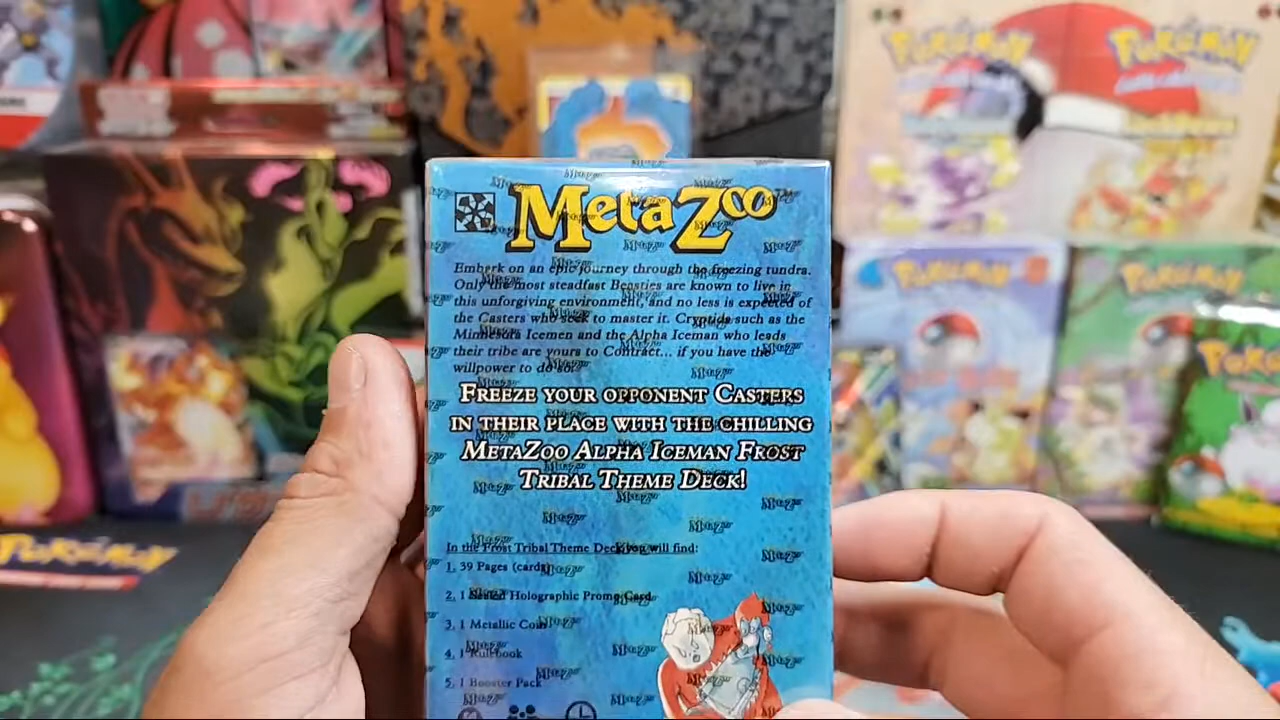 Pokémon
Pokémon
MetaZoo
Embark on an epic journey through the freezing tundra.
Only the most steadfast Beasties are known to live in
this unforgiving environment, and no less is expected of
the Casters who seek to master it. Cryptids such as the
Minnesota Icemen and the Alpha Iceman who leads
their tribe are yours to Contract... if you have the
willpower to do so.
FREEZE YOUR OPPONENT CASTERS
IN THEIR PLACE WITH THE CHILLING
METAZOO ALPHA ICEMAN FROST
TRIBAL THEME DECK!
In the Frost Tribal Theme Deck you will find:
1. 39 Pages (cards)
2. 1 Sealed Holographic Promo Card
3. 1 Metallic Coin
4. 1 Rulebook
5. 1 Booster Pack
Pokémon
Pokémon
Pokémon